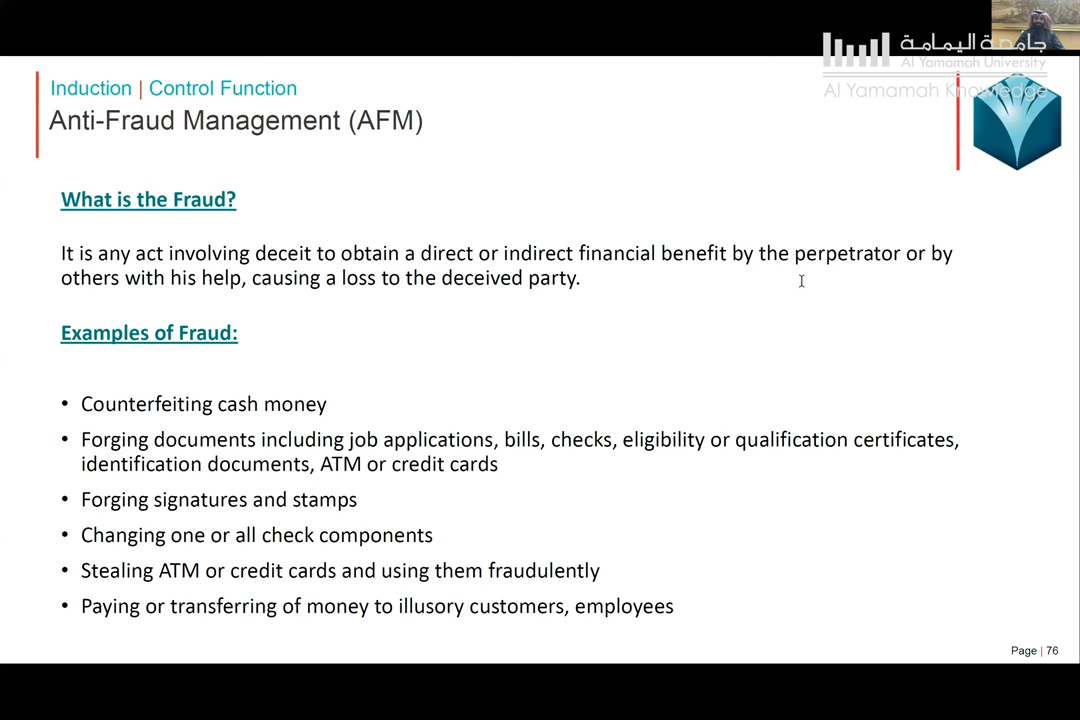 جامعة اليمامة
Al Yamamah University
Al Yamamah Knowledge
Induction | Control Function
Anti-Fraud Management (AFM)
What is the Fraud?
It is any act involving deceit to obtain a direct or indirect financial benefit by the perpetrator or by
others with his help, causing a loss to the deceived party.
Examples of Fraud:
• Counterfeiting cash money
• Forging documents including job applications, bills, checks, eligibility or qualification certificates,
identification documents, ATM or credit cards
• Forging signatures and stamps
• Changing one or all check components
• Stealing ATM or credit cards and using them fraudulently
• Paying or transferring of money to illusory customers, employees
Page | 76